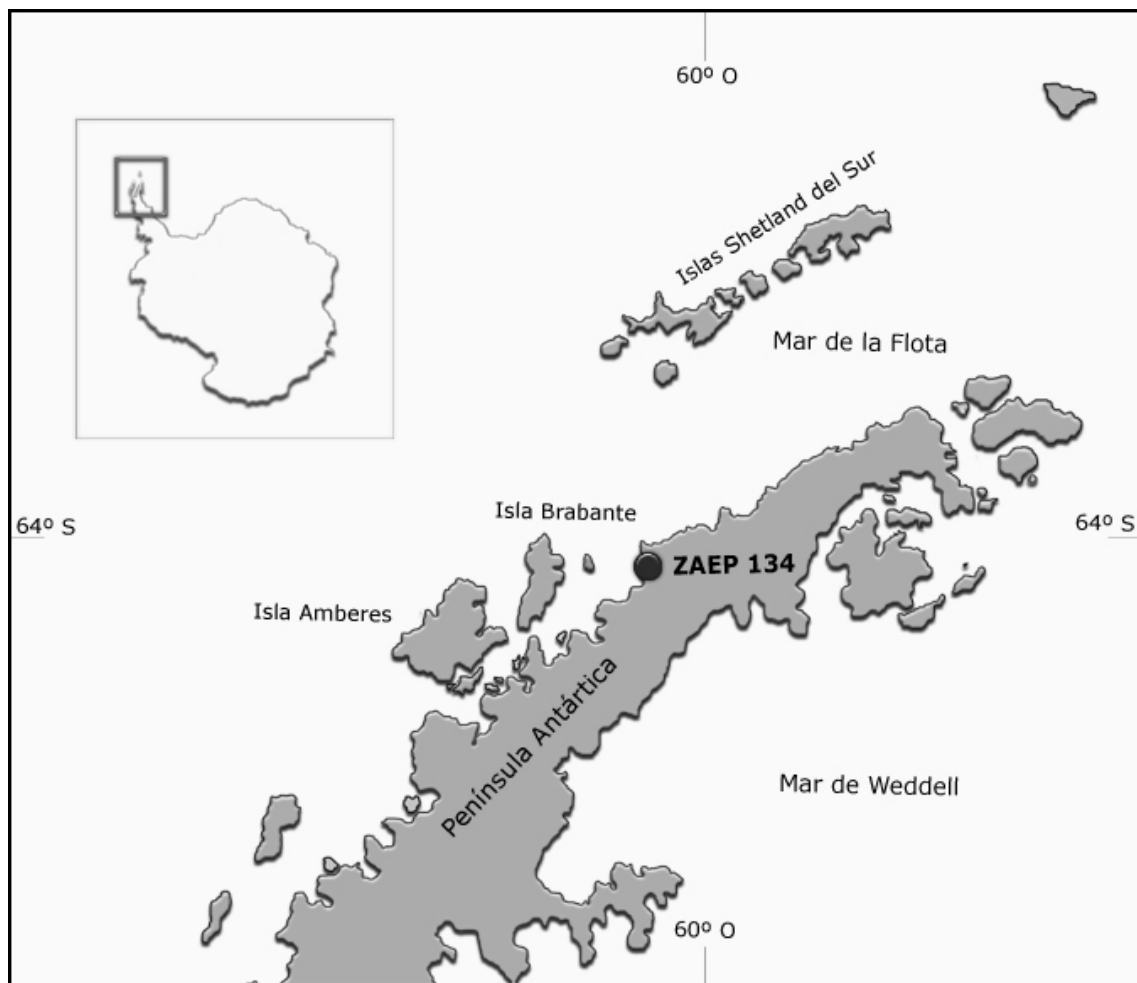 60º O
Islas Shetland del Sur
Mar de la Flota
Isla Brabante
64º S
64º S
ZAEP 134
Isla Amberes
Península Antártica
Mar de Weddell
60º O